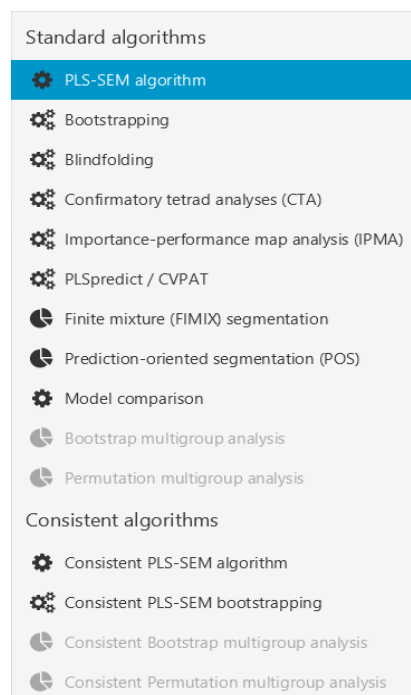 Standard algorithms
PLS-SEM algorithm
Bootstrapping
Blindfolding
Confirmatory tetrad analyses (CTA)
Importance-performance map analysis (IPMA)
PLSpredict / CVPAT
Finite mixture (FIMIX) segmentation
Prediction-oriented segmentation (POS)
Model comparison
Bootstrap multigroup analysis
Permutation multigroup analysis
Consistent algorithms
Consistent PLS-SEM algorithm
Consistent PLS-SEM bootstrapping
Consistent Bootstrap multigroup analysis
Consistent Permutation multigroup analysis